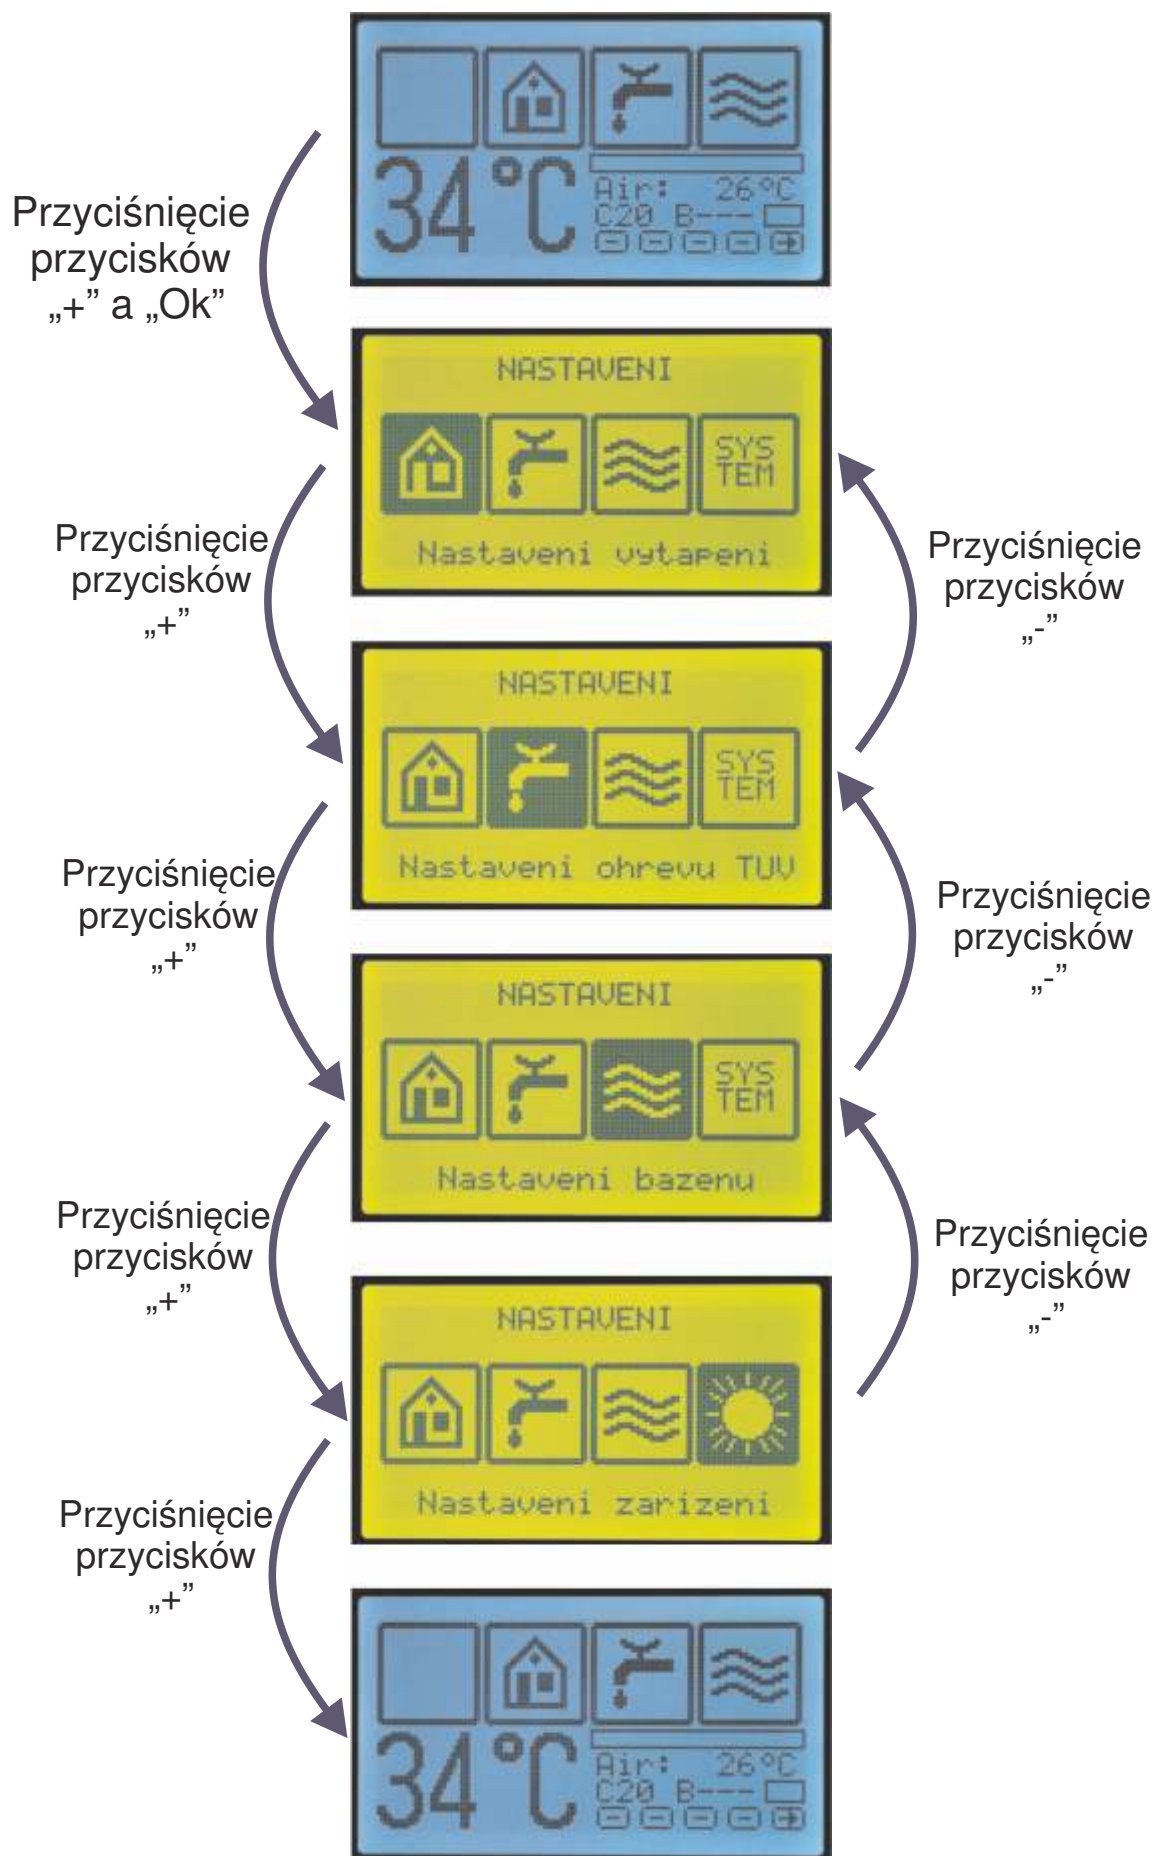 34 °C
Air: 26°C
C20 B---
Przyciśnięcie
przycisków
„+” a „Ok”
NASTAVENI
SYS
TEM
Nastaveni vytapeni
Przyciśnięcie
przycisków
„+”
Przyciśnięcie
przycisków
„-”
NASTAVENI
SYS
TEM
Nastaveni ohrevu TUV
Przyciśnięcie
przycisków
„+”
Przyciśnięcie
przycisków
„-”
NASTAVENI
SYS
TEM
Nastaveni bazenu
Przyciśnięcie
przycisków
„+”
Przyciśnięcie
przycisków
„-”
NASTAVENI
Nastaveni zarizeni
Przyciśnięcie
przycisków
„+”
34 °C
Air: 26°C
C20 B---